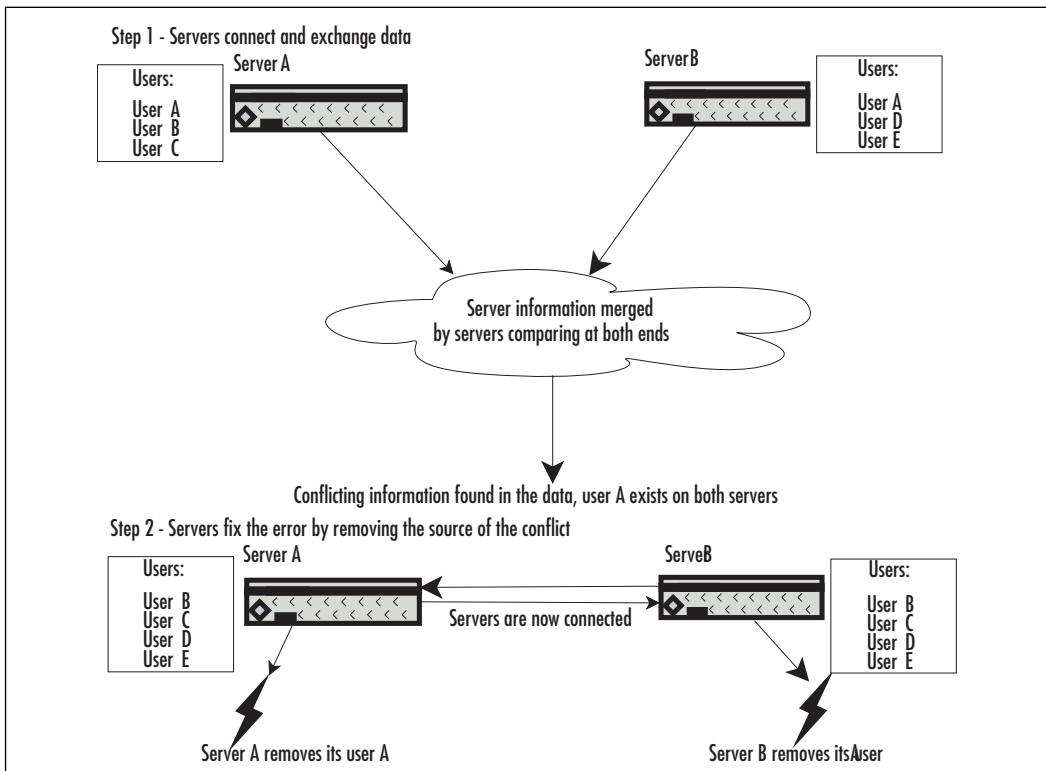 Step 1 - Servers connect and exchange data
Server A
Users:
User A
User B
User C
Server B
Users:
User A
User D
User E
Server information merged
by servers comparing at both ends
Conflicting information found in the data, user A exists on both servers
Step 2 - Servers fix the error by removing the source of the conflict
Server A
Users:
User B
User C
User D
User E
ServeB
Users:
User B
User C
User D
User E
Servers are now connected
Server A removes its user A
Server B removes itsAuser